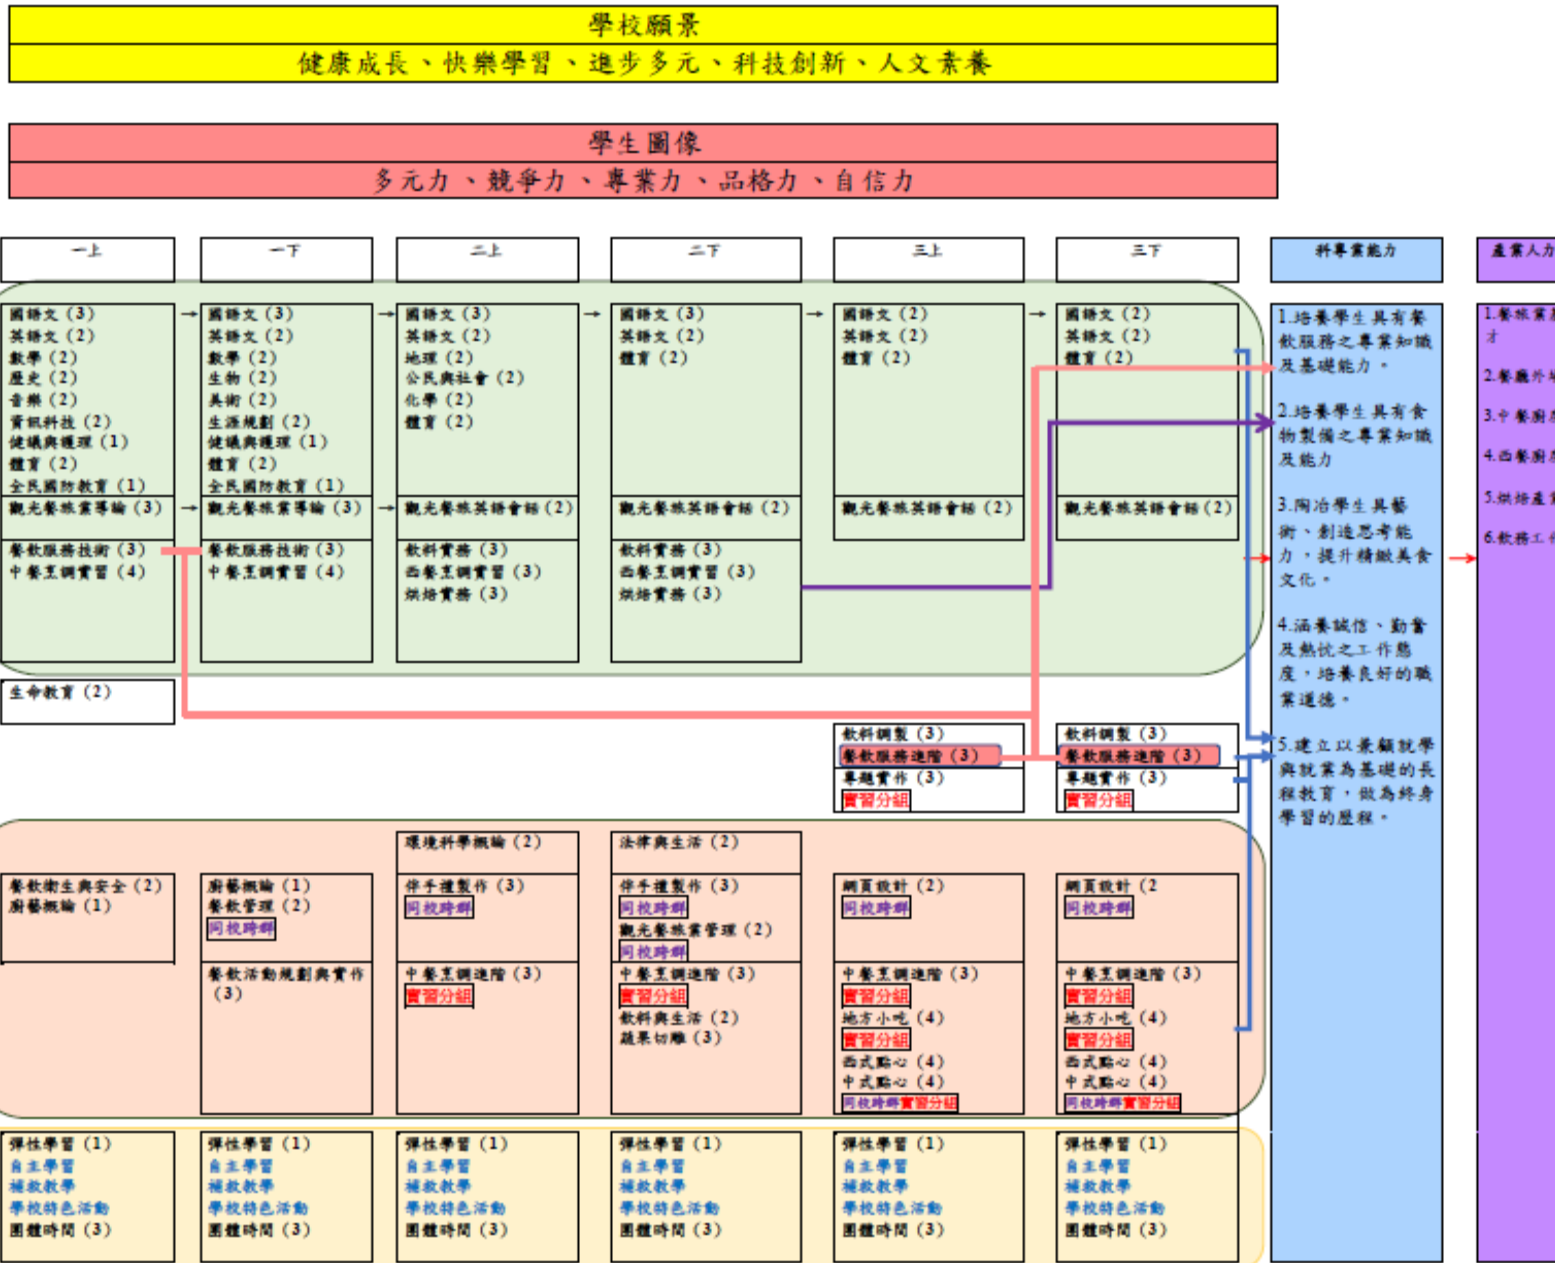 學校願景
健康成長、快樂學習、進步多元、科技創新、人文素養
學生圖像
多元力、競爭力、專業力、品格力、自信力
一上
一下
二上
二下
三上
三下
科專業能力
產業人力
國語文（3）
英語文（2）
數學（2）
歷史（2）
音樂（2）
資訊科技（2）
健康與護理（1）
體育（2）
全民國防教育（1）
觀光餐旅業導論（3）
餐飲服務技術（3）
中餐烹調實習（4）
→
國語文（3）
英語文（2）
數學（2）
生物（2）
美術（2）
生涯規劃（2）
健康與護理（1）
體育（2）
全民國防教育（1）
→
觀光餐旅業導論（3）
餐飲服務技術（3）
中餐烹調實習（4）
→
國語文（3）
英語文（2）
地理（2）
公民與社會（2）
化學（2）
體育（2）
→
觀光餐旅英語會話（2）
飲料實務（3）
西餐烹調實習（3）
烘焙實務（3）
→
國語文（3）
英語文（2）
體育（2）
觀光餐旅英語會話（2）
飲料實務（3）
西餐烹調實習（3）
烘焙實務（3）
→
國語文（2）
英語文（2）
體育（2）
觀光餐旅英語會話（2）
→
國語文（2）
英語文（2）
體育（2）
觀光餐旅英語會話（2）
1.培養學生具有餐
飲服務之專業知識
及基礎能力。
2.培養學生具有食
物製備之專業知識
及能力
3.陶冶學生具藝
術、創造思考能
力，提升精緻美食
文化。
4.涵養誠信、勤奮
及熱忱之工作態
度，培養良好的職
業道德。
5.建立以兼顧就學
與就業為基礎的長
程教育，做為終身
學習的歷程。
1.餐旅業
才
2.餐廳外場
3.中餐廚
4.西餐廚
5.烘焙產業
6.飲務工作
生命教育（2）
飲料調製（3）
餐飲服務進階（3）
專題實作（3）
實習分組
飲料調製（3）
餐飲服務進階（3）
專題實作（3）
實習分組
環境科學概論（2）
法律與生活（2）
餐飲衛生與安全（2）
廚藝概論（1）
廚藝概論（1）
餐飲管理（2）
同校跨群
伴手禮製作（3）
同校跨群
伴手禮製作（3）
同校跨群
觀光餐旅業管理（2）
同校跨群
網頁設計（2）
同校跨群
網頁設計（2
同校跨群
餐飲活動規劃與實作
（3）
中餐烹調進階（3）
實習分組
中餐烹調進階（3）
實習分組
飲料與生活（2）
蔬果切雕（3）
中餐烹調進階（3）
實習分組
地方小吃（4）
實習分組
西式點心（4）
中式點心（4）
同校跨群實習分組
中餐烹調進階（3）
實習分組
地方小吃（4）
實習分組
西式點心（4）
中式點心（4）
同校跨群實習分組
彈性學習（1）
自主學習
補救教學
學校特色活動
團體時間（3）
彈性學習（1）
自主學習
補救教學
學校特色活動
團體時間（3）
彈性學習（1）
自主學習
補救教學
學校特色活動
團體時間（3）
彈性學習（1）
自主學習
補救教學
學校特色活動
團體時間（3）
彈性學習（1）
自主學習
補救教學
學校特色活動
團體時間（3）
彈性學習（1）
自主學習
補救教學
學校特色活動
團體時間（3）